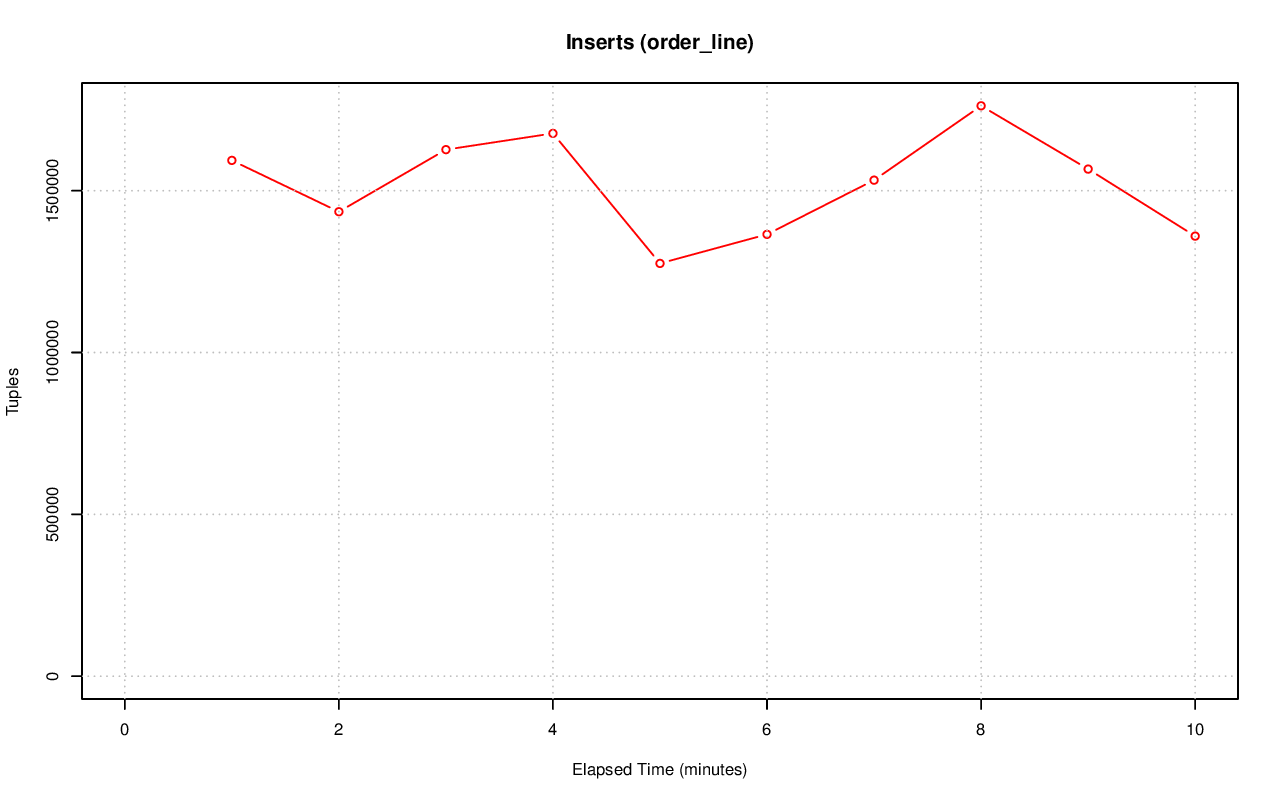 Inserts (order_line)
Tuples
1500000
1000000
500000
0
0 2 4 6 8 10
Elapsed Time (minutes)